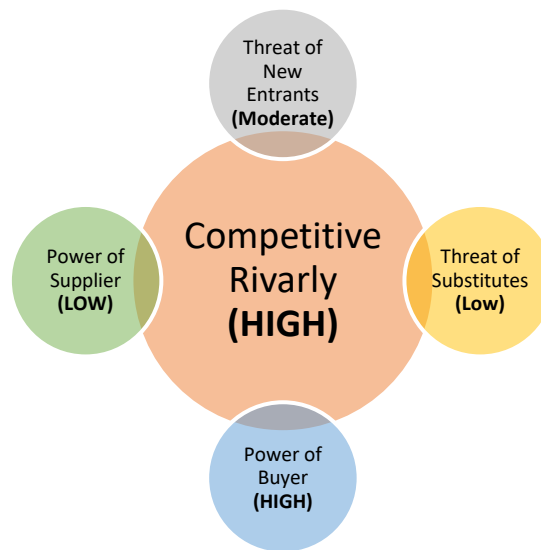 Threat of
New
Entrants
(Moderate)
Competitive
Rivarly
(HIGH)
Power of
Supplier
(LOW)
Threat of
Substitutes
(Low)
Power of
Buyer
(HIGH)